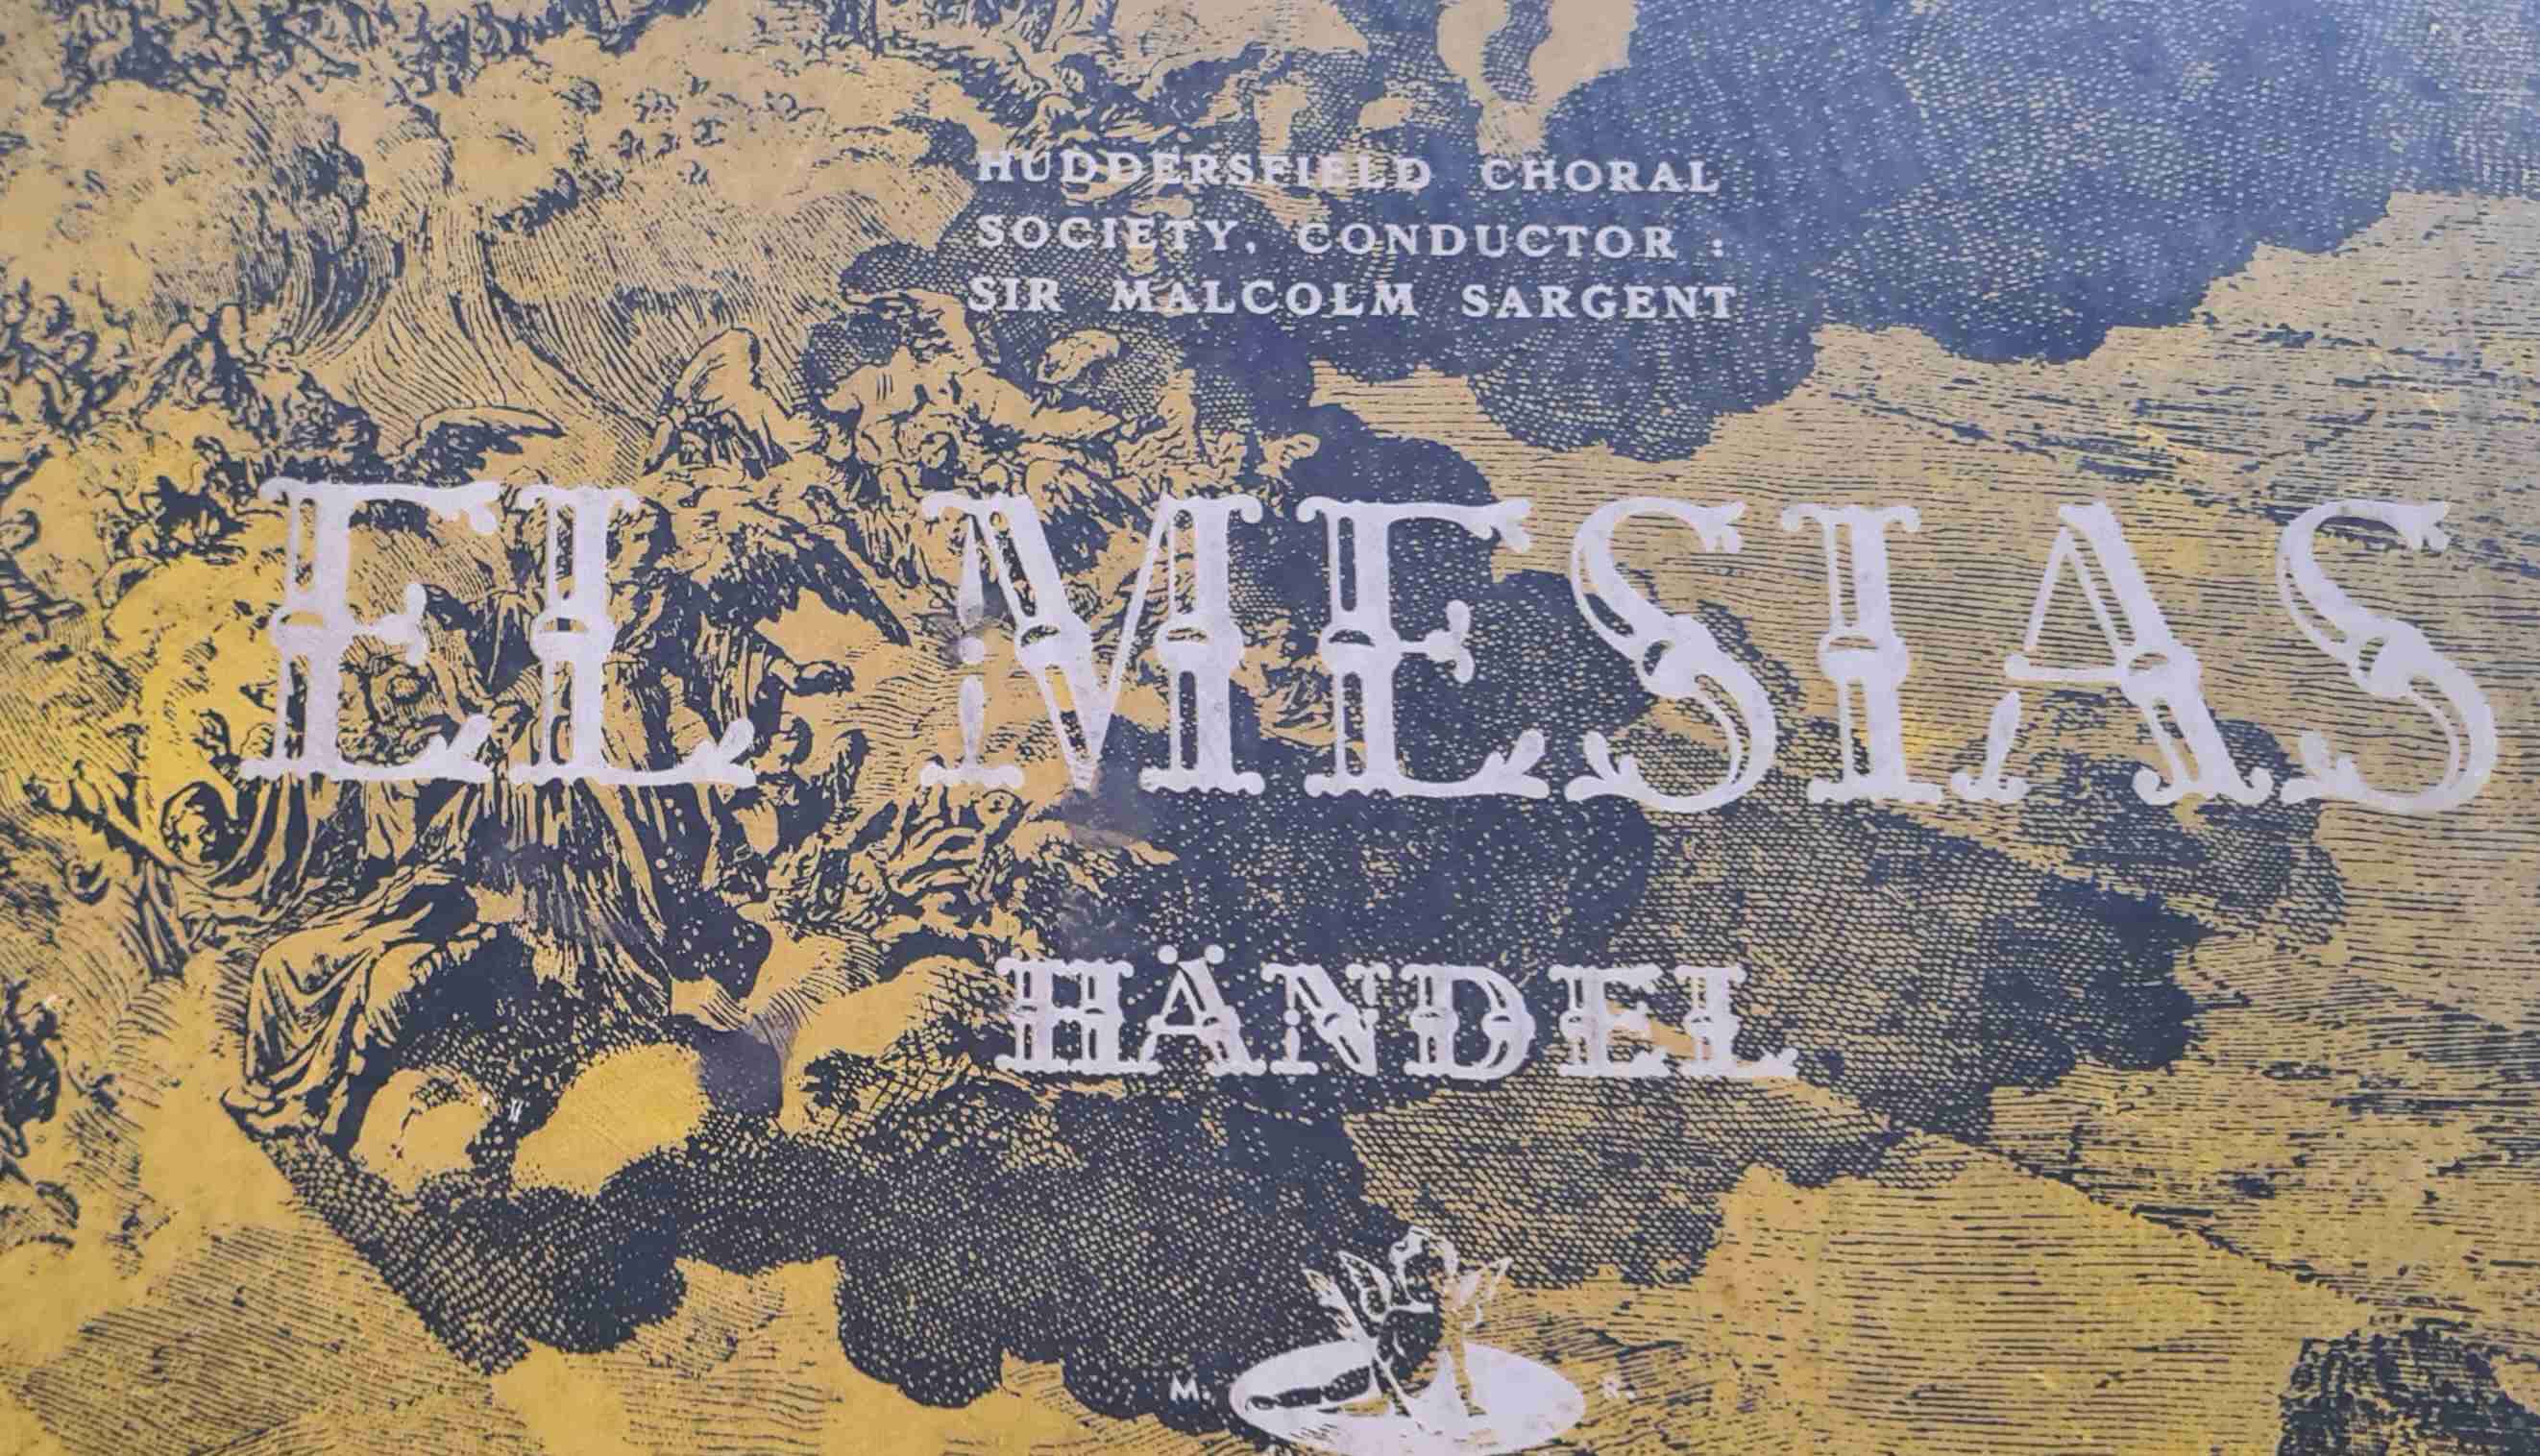 HUDDERSFIELD CHORAL
SOCIETY, CONDUCTOR :
SIR MALCOLM SARGENT
EL MESIAS
HÄNDEL
M. R.